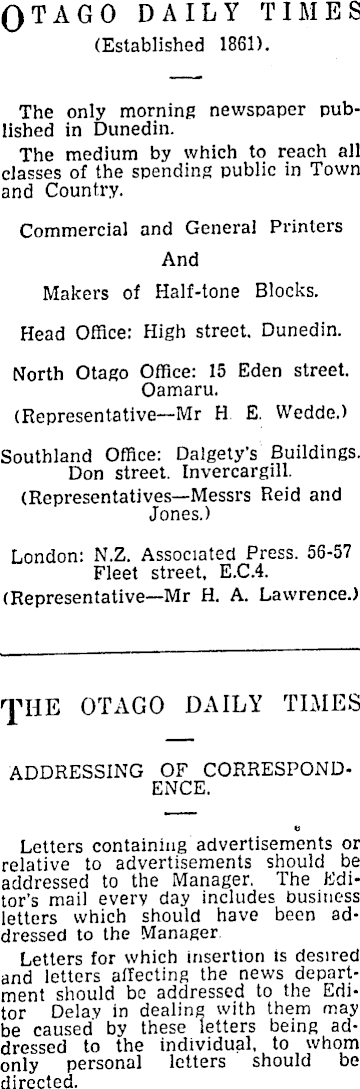 OTAGO DAILY TIMES
(Established 1861).
The only morning newspaper pub-
lished in Dunedin.
The medium by which to reach all
classes of the spending public in Town
and Country.
Commercial and General Printers
And
Makers of Half-tone Blocks.
Head Office: High street. Dunedin.
North Otago Office: 15 Eden street.
Oamaru.
(Representative—Mr H E. Wedde.)
Southland Office: Dalgety's Buildings.
Don street. Invercargill.
(Representatives—Messrs Reid and
Jones.)
London: N.Z. Associated Press. 56-57
Fleet street, E.C.4.
(Representative—Mr H. A. Lawrence.)
THE OTAGO DAILY TIMES
ADDRESSING OF CORRESPOND-
ENCE.
Letters containing advertisements or
relative to advertisements should be
addressed to the Manager. The Edi-
tor's mail every day includes business
letters which should have been ad-
dressed to the Manager
Letters for which insertion is desired
and letters affecting the news depart-
ment should be addressed to the Edi-
tor Delay in dealing with them may
be caused by these letters being ad-
dressed to the individual, to whom
only personal letters should be
directed.